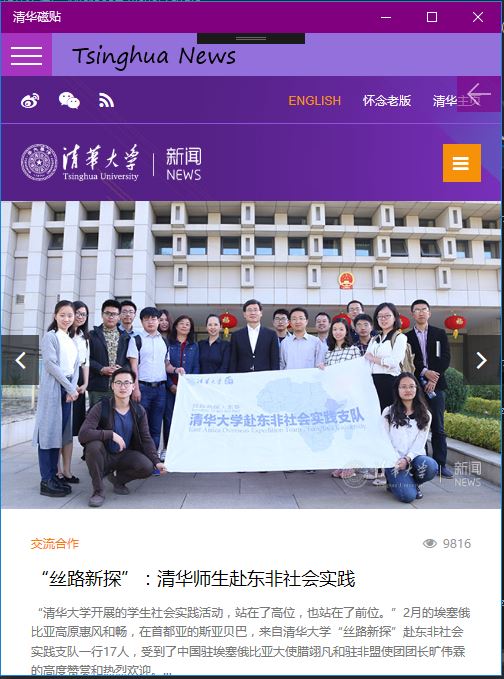 清华磁贴
Tsinghua News
ENGLISH 怀念老版 清华主页
清华大学 新闻
Tsinghua University NEWS
清华大学
丝路新探·东非
清华大学赴东非社会实践支队
East Africa Overseas Expedition Team, Tsinghua University
清华大学 新闻
NEWS
交流合作 9816
“丝路新探”：清华师生赴东非社会实践
“清华大学开展的学生社会实践活动，站在了高位，也站在了前位。”2月的埃塞俄
比亚高原惠风和畅，在首都亚的斯亚贝巴，来自清华大学“丝路新探”赴东非社会
实践支队一行17人，受到了中国驻埃塞俄比亚大使腊翊凡和驻非盟使团团长旷伟霖
的高度赞赏和热烈欢迎。...